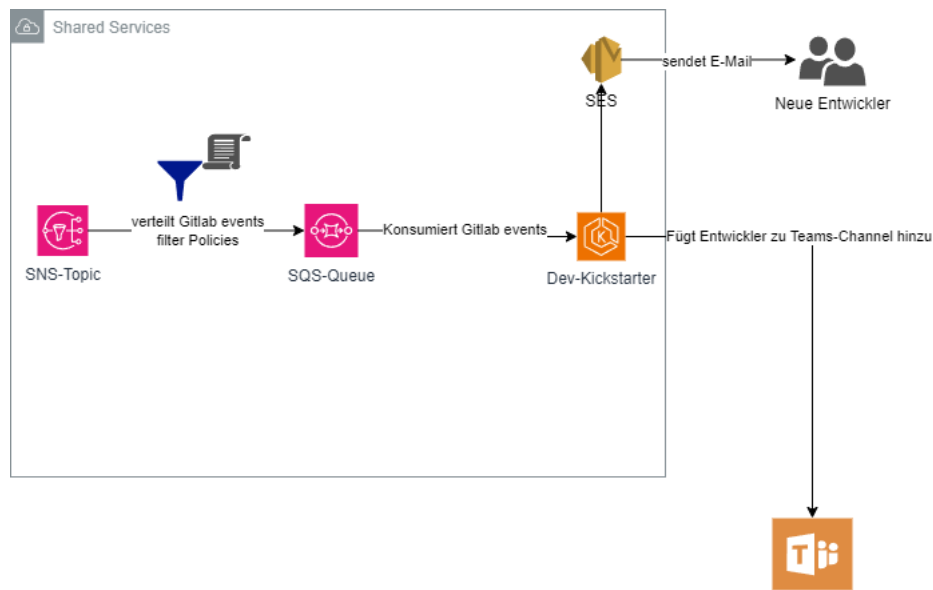 Shared Services
SES
sendet E-Mail
Neue Entwickler
verteilt Gitlab events
filter Policies
SNS-Topic
SQS-Queue
Konsumiert Gitlab events
Dev-Kickstarter
Fügt Entwickler zu Teams-Channel hinzu
T